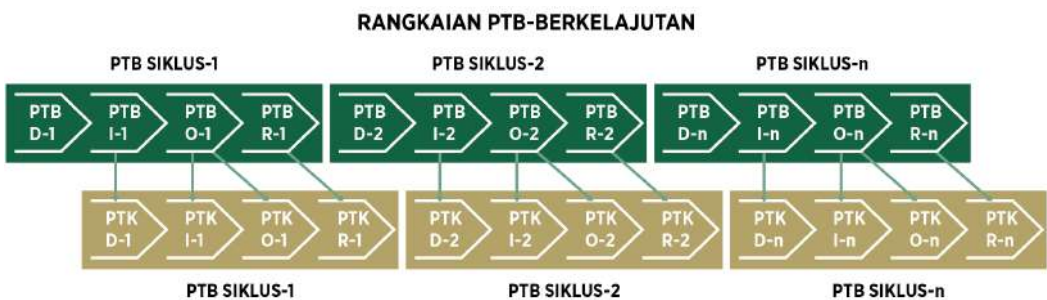 RANGKAIAN PTB-BERKELAJUTAN
PTB SIKLUS-1 PTB SIKLUS-2 PTB SIKLUS-n
PTB PTB PTB PTB PTB PTB PTB PTB PTB PTB PTB PTB
D-1 I-1 O-1 R-1 D-2 I-2 O-2 R-2 D-n I-n O-n R-n
PTK PTK PTK PTK PTK PTK PTK PTK PTK PTK PTK PTK
D-1 I-1 O-1 R-1 D-2 I-2 O-2 R-2 D-n I-n O-n R-n
PTB SIKLUS-1 PTB SIKLUS-2 PTB SIKLUS-n